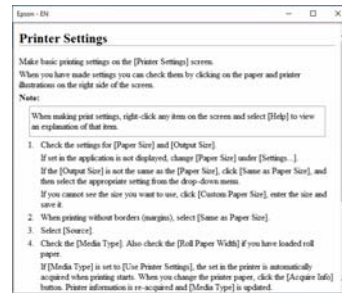 Epson - EN
Printer Settings
Make basic printing settings on the [Printer Settings] screen.
When you have made settings you can check them by clicking on the paper and printer
illustrations on the right side of the screen.
Note:
When making print settings, right-click any item on the screen and select [Help] to view
an explanation of that item.
1. Check the settings for [Paper Size] and [Output Size].
If set in the application is not displayed, change [Paper Size] under [Settings...].
If the [Output Size] is not the same as the [Paper Size], click [Same as Paper Size], and
then select the appropriate setting from the drop-down menu.
If you cannot see the size you want to use, click [Custom Paper Size], enter the size and
save it.
2. When printing without borders (margins), select [Same as Paper Size].
3. Select [Source].
4. Check the [Media Type]. Also check the [Roll Paper Width] if you have loaded roll
paper.
If [Media Type] is set to [Use Printer Settings], the set in the printer is automatically
acquired when printing starts. When you change the printer paper, click the [Acquire Info]
button. Printer information is re-acquired and [Media Type] is updated.